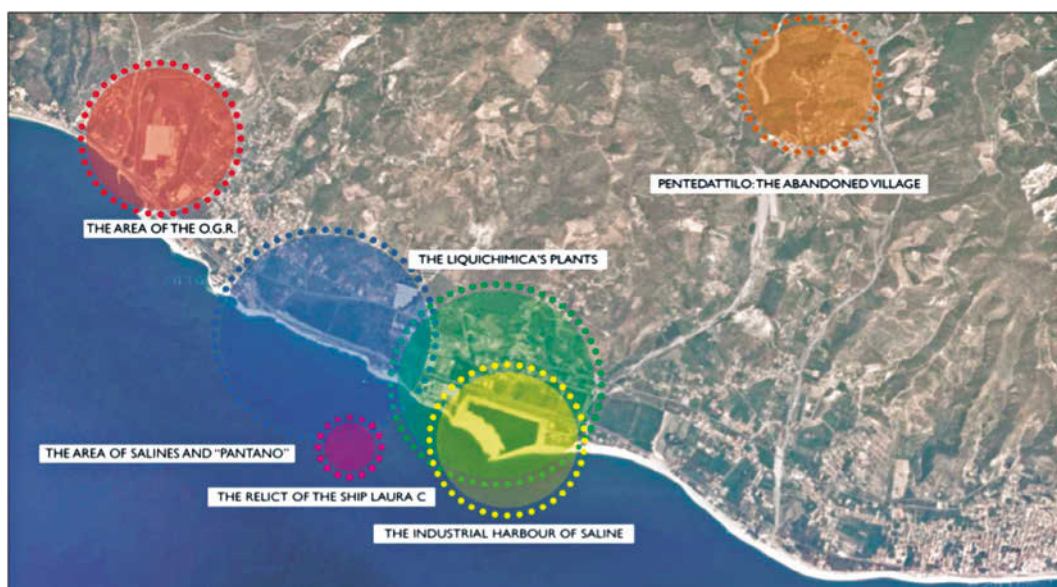 PENTEDATTILO: THE ABANDONED VILLAGE
THE AREA OF THE O.G.R.
THE LIQUICHIMICA'S PLANTS
THE AREA OF SALINES AND "PANTANO"
THE RELICT OF THE SHIP LAURA C
THE INDUSTRIAL HARBOUR OF SALINE